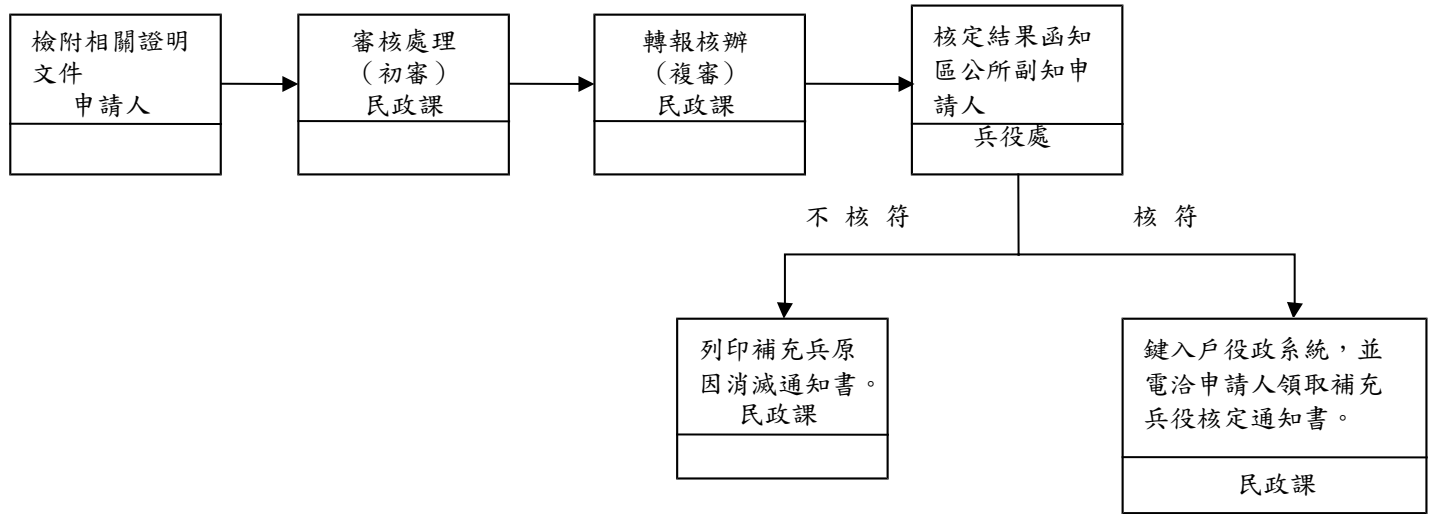 檢附相關證明
文件
申請人
審核處理
（初審）
民政課
轉報核辦
（複審）
民政課
核定結果函知
區公所副知申
請人
兵役處
不核符
核符
列印補充兵原
因消滅通知書。
民政課
鍵入戶役政系統，並
電洽申請人領取補充
兵役核定通知書。
民政課